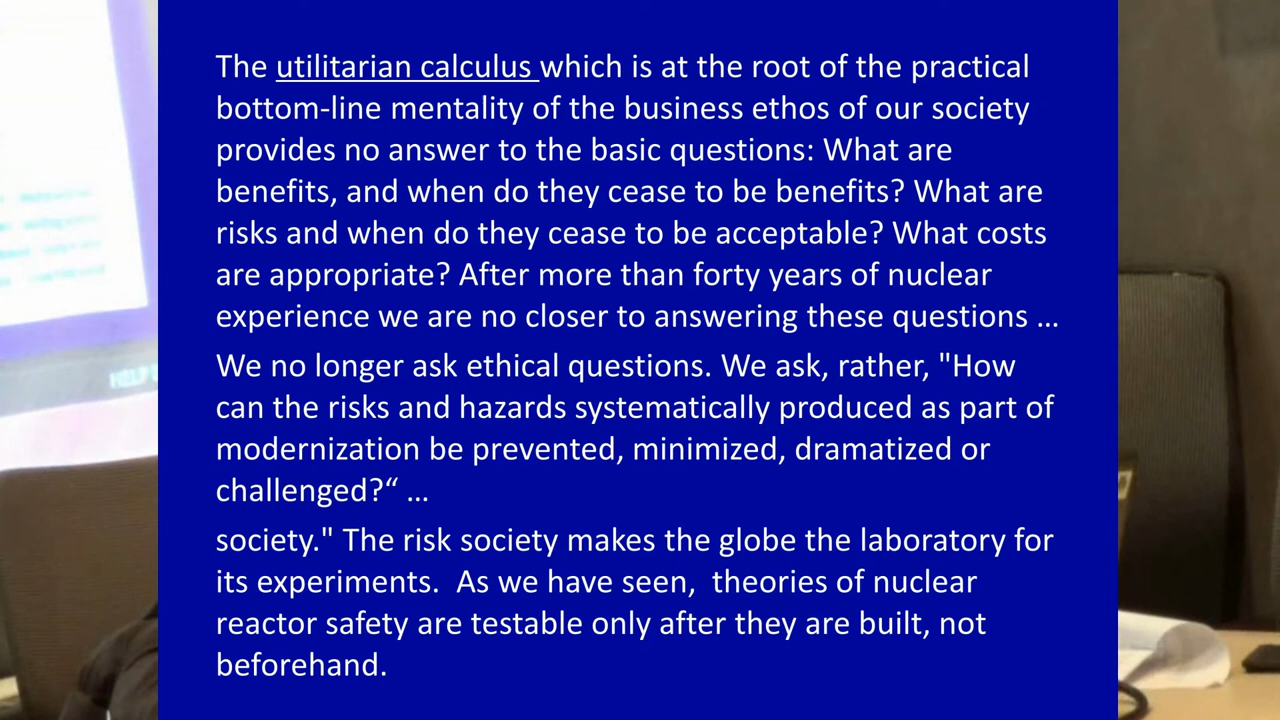 The utilitarian calculus which is at the root of the practical
bottom-line mentality of the business ethos of our society
provides no answer to the basic questions: What are
benefits, and when do they cease to be benefits? What are
risks and when do they cease to be acceptable? What costs
are appropriate? After more than forty years of nuclear
experience we are no closer to answering these questions …
We no longer ask ethical questions. We ask, rather, "How
can the risks and hazards systematically produced as part of
modernization be prevented, minimized, dramatized or
challenged?“ …
society." The risk society makes the globe the laboratory for
its experiments.  As we have seen,  theories of nuclear
reactor safety are testable only after they are built, not
beforehand.